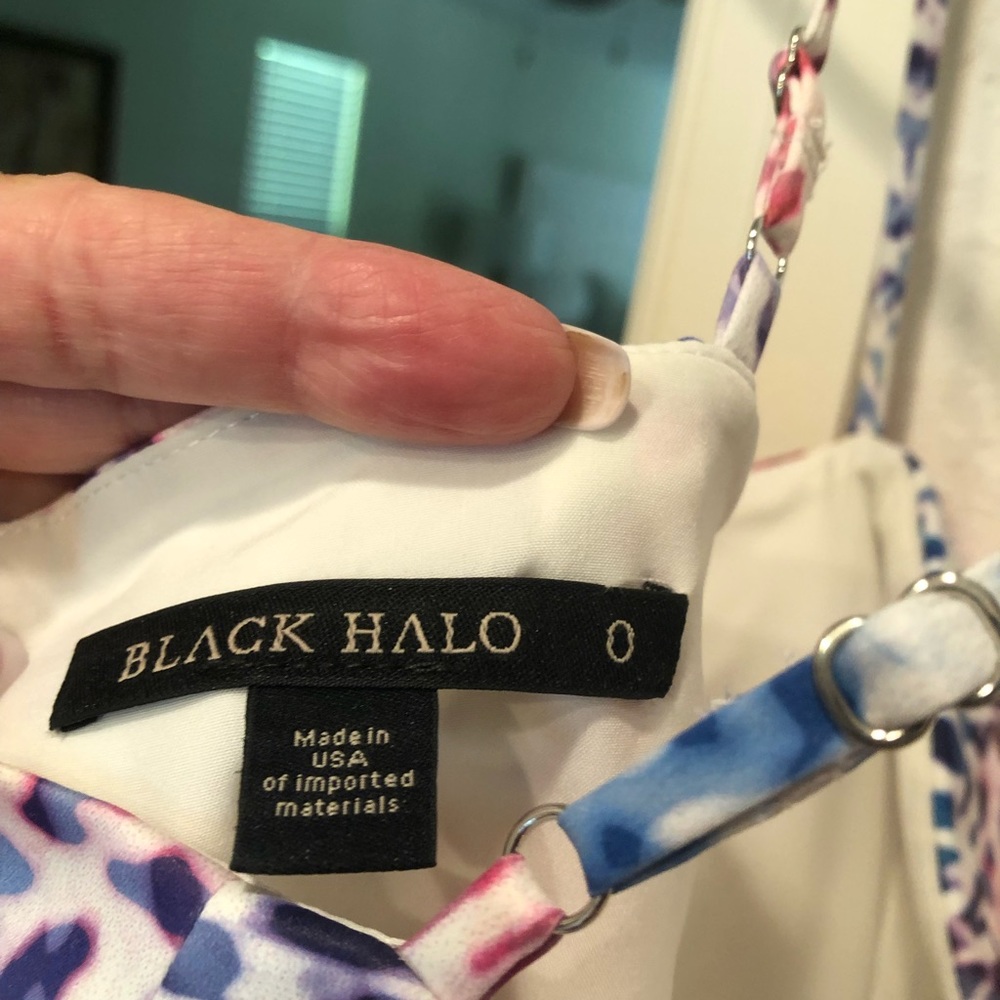 BLACK HALO 0
Made in
USA
of imported
materials